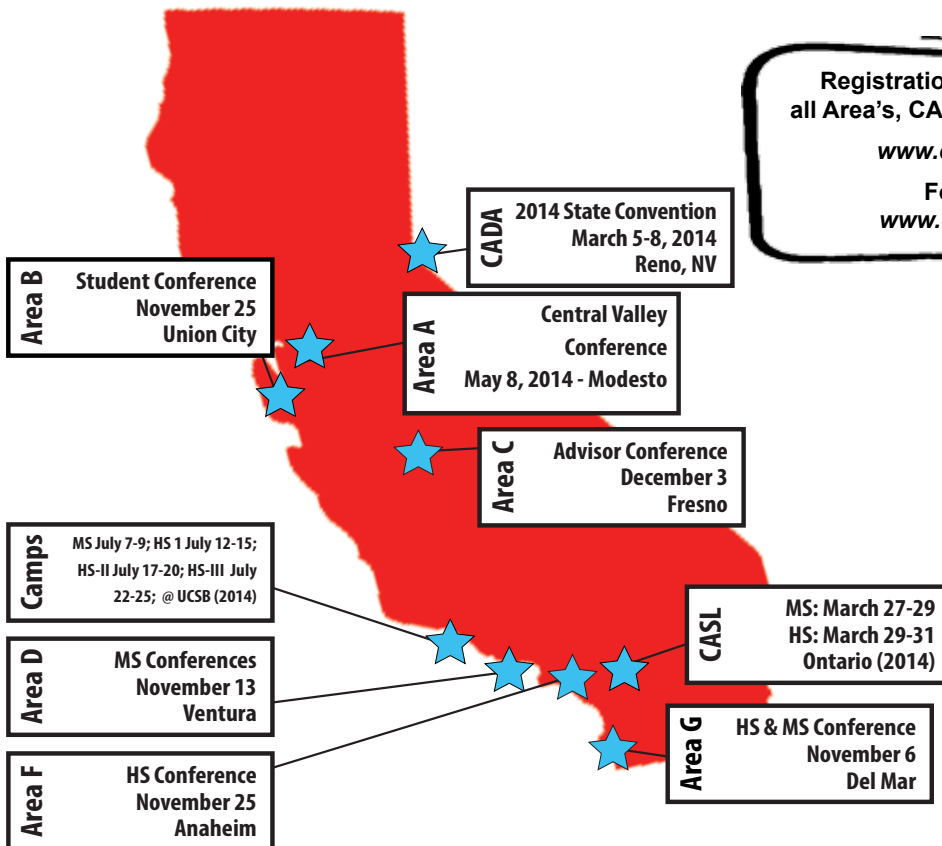 Registratio
all Area's, CA
www.
Fo
www.
CADA
2014 State Convention
March 5-8, 2014
Reno, NV
Area B
Student Conference
November 25
Union City
Area A
Central Valley
Conference
May 8, 2014 - Modesto
Area C
Advisor Conference
December 3
Fresno
Camps
MS July 7-9; HS 1 July 12-15;
HS-II July 17-20; HS-III July
22-25; @ UCSB (2014)
CASL
MS: March 27-29
HS: March 29-31
Ontario (2014)
Area D
MS Conferences
November 13
Ventura
Area G
HS & MS Conference
November 6
Del Mar
Area F
HS Conference
November 25
Anaheim